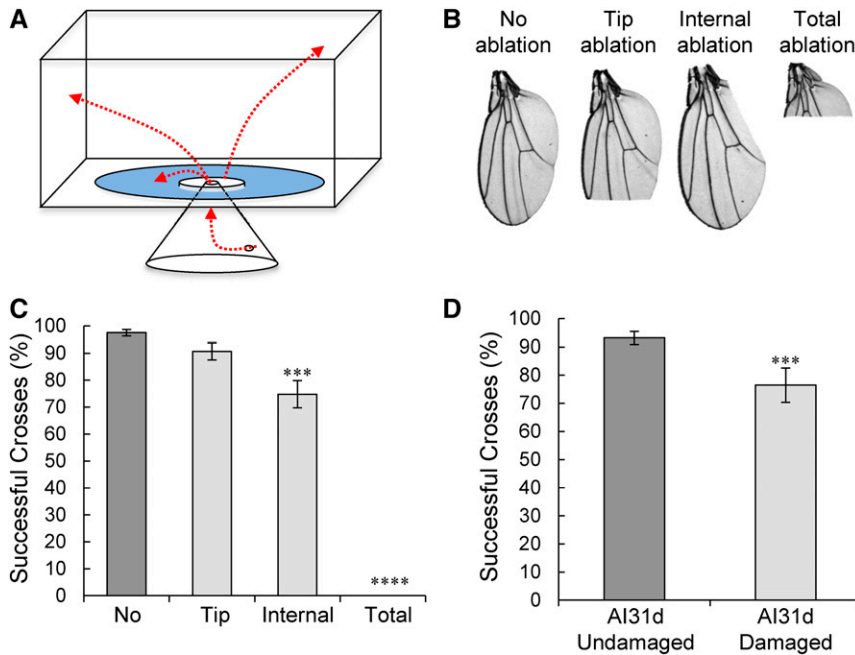 A
B
No ablation
Tip ablation
Internal ablation
Total ablation
C
Successful Crosses (%)
100
90
80
70
60
50
40
30
20
10
0
***
****
No
Tip
Internal
Total
D
Successful Crosses (%)
100
90
80
70
60
50
40
30
20
10
0
***
AI31d
Undamaged
AI31d
Damaged